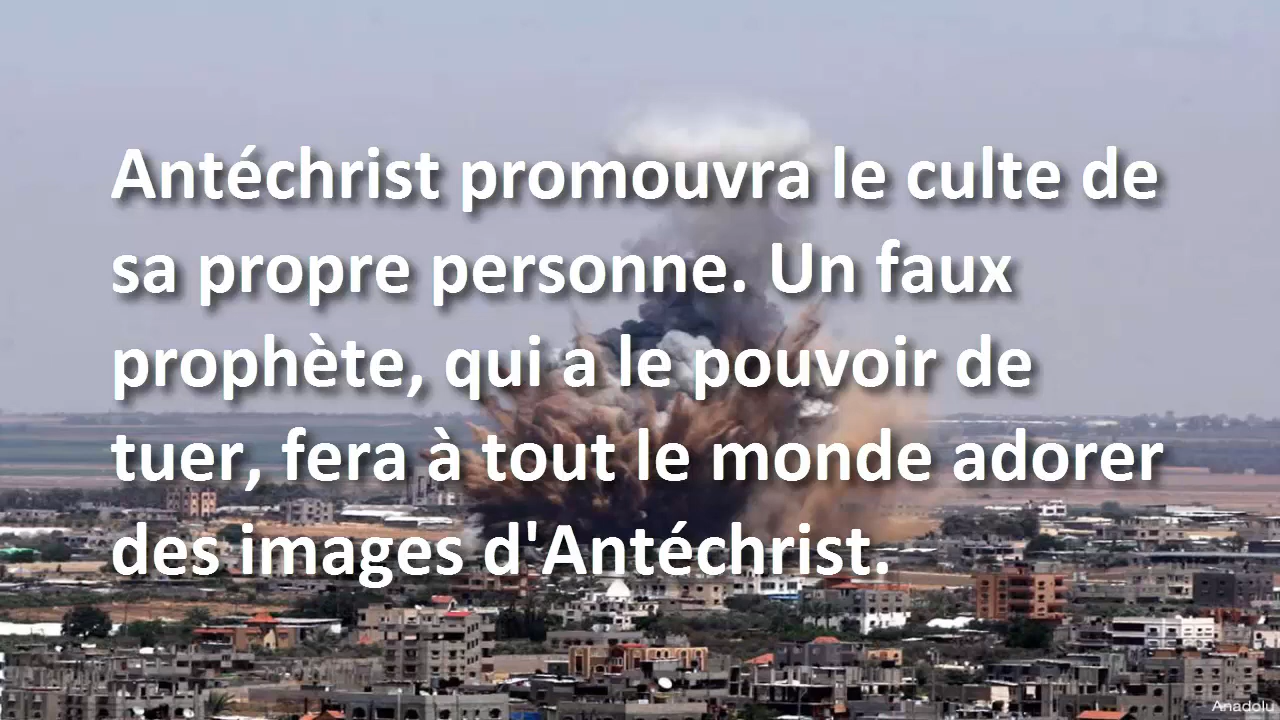 Antéchrist promouvra le culte de
sa propre personne. Un faux
prophète, qui a le pouvoir de
tuer, fera à tout le monde adorer
des images d'Antéchrist.
Anadolu